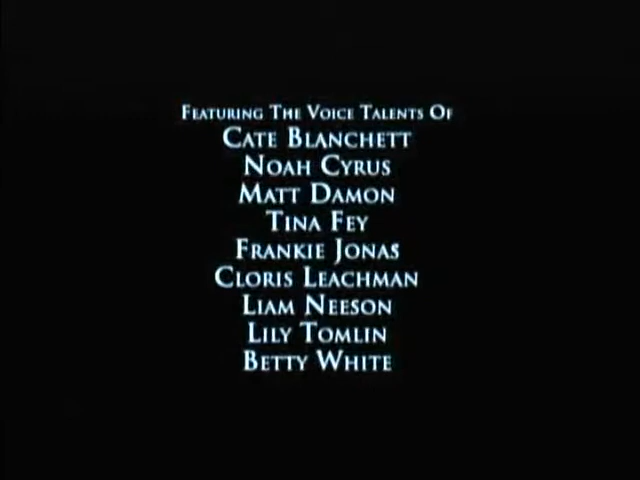 Featuring The Voice Talents Of
Cate Blanchett
Noah Cyrus
Matt Damon
Tina Fey
Frankie Jonas
Cloris Leachman
Liam Neeson
Lily Tomlin
Betty White